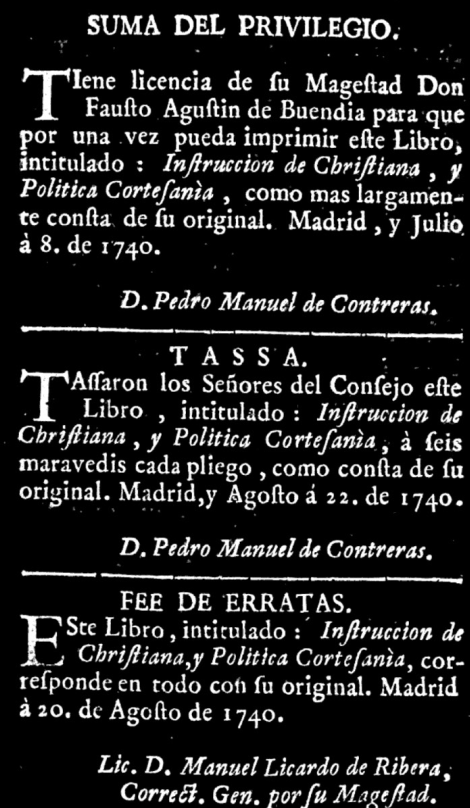 SUMA DEL PRIVILEGIO.
TIene licencia de ſu Mageſtad Don
Fauſto Aguſtin de Buendia para que
por una vez pueda imprimir eſte Libro,
intitulado : Inſtruccion de Chriſtiana , y
Politica Corteſanìa , como mas largamen-
te conſta de ſu original. Madrid , y Julio
à 8. de 1740.
D. Pedro Manuel de Contreras.
TASSA.
TAſſaron los Señores del Conſejo eſte
Libro , intitulado : Inſtruccion de
Chriſtiana , y Politica Corteſanìa , à ſeis
maravedis cada pliego , como conſta de ſu
original. Madrid,y Agoſto á 22. de 1740.
D. Pedro Manuel de Contreras.
FEE DE ERRATAS.
ESte Libro , intitulado : Inſtruccion de
Chriſtiana,y Politica Corteſanìa, cor-
reſponde en todo con ſu original. Madrid
à 20. de Agoſto de 1740.
Lic. D. Manuel Licardo de Ribera,
Correct. Gen. por ſu Mageſtad.